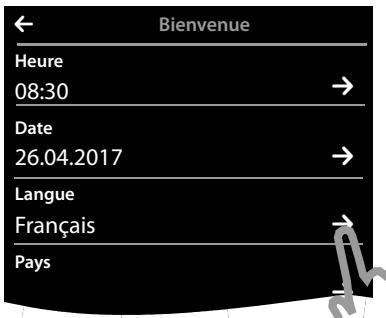 Bienvenue
Heure
08:30
Date
26.04.2017
Langue
Français
Pays